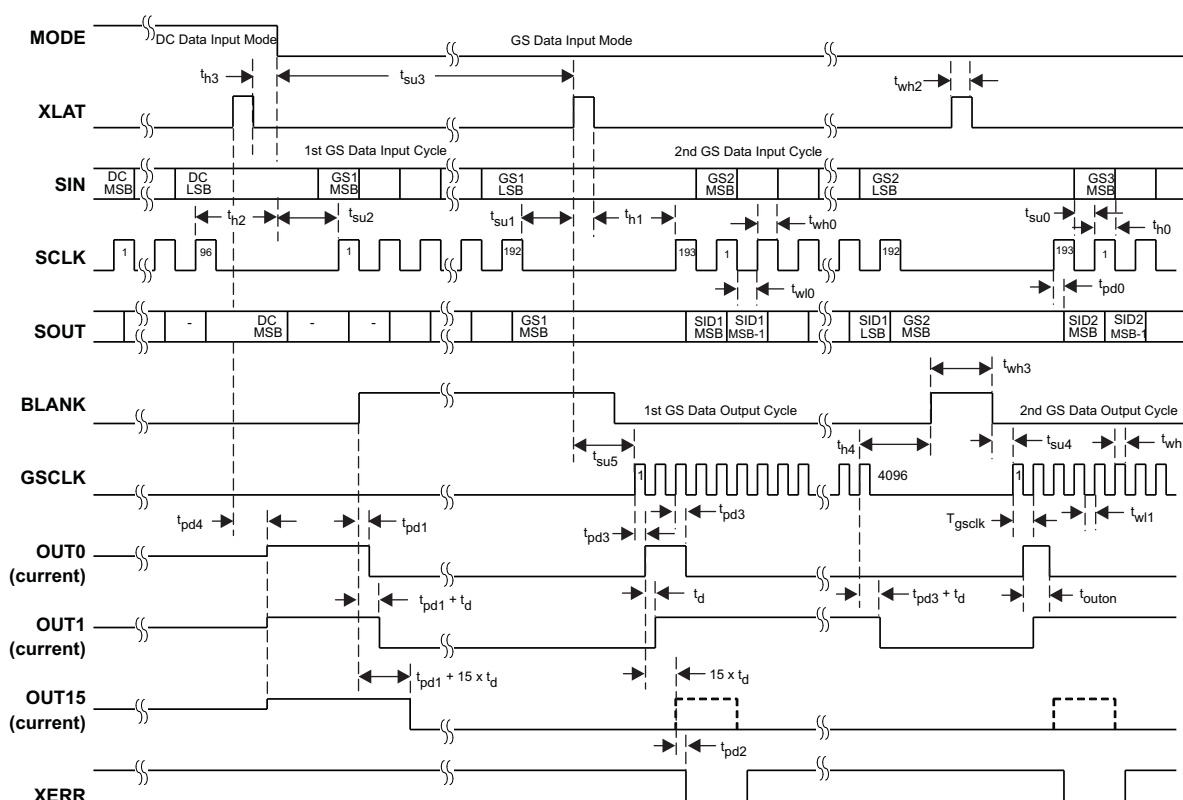 MODE
DC Data Input Mode
GS Data Input Mode
th3
tsu3
twh2
XLAT
1st GS Data Input Cycle
2nd GS Data Input Cycle
SIN
DC MSB
DC LSB
GS1 MSB
GS1 LSB
GS2 MSB
GS2 LSB
GS3 MSB
th2
tsu2
tsu1
th1
twh0
tsu0
th0
SCLK
1
96
1
192
193
1
192
193
1
twl0
tpd0
SOUT
-
DC MSB
-
-
GS1 MSB
SID1 MSB
SID1 MSB-1
SID1 LSB
GS2 MSB
SID2 MSB
SID2 MSB-1
twh3
BLANK
1st GS Data Output Cycle
2nd GS Data Output Cycle
tsu5
th4
tsu4
twh
GSCLK
1
4096
1
tpd4
tpd1
tpd3
tpd3
Tgsclk
twl1
OUT0
(current)
tpd1 + td
td
tpd3 + td
touton
OUT1
(current)
tpd1 + 15 x td
15 x td
OUT15
(current)
tpd2
XERR